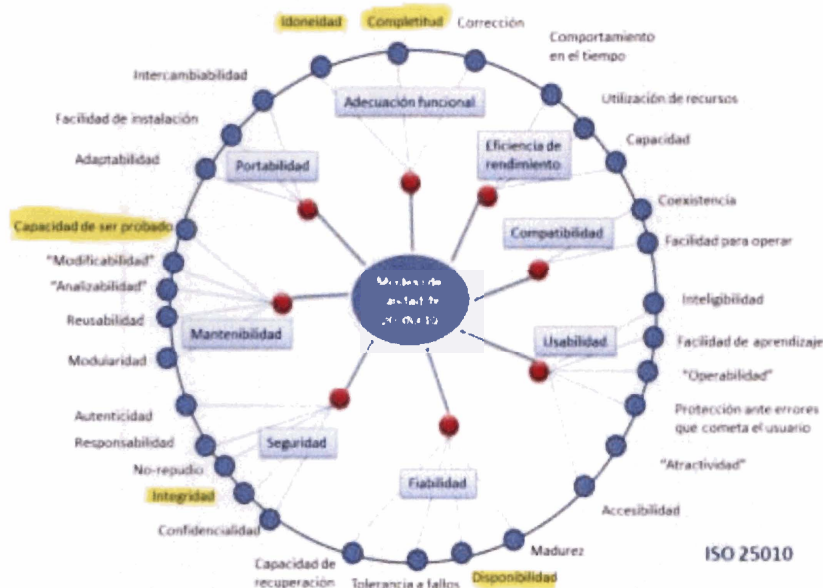 Idoneidad
Completitud
Corrección
Comportamiento
en el tiempo
Intercambiabilidad
Utilización de recursos
Adecuación funcional
Facilidad de instalación
Capacidad
Eficiencia de
rendimiento
Adaptabilidad
Portabilidad
Coexistencia
Capacidad de ser probado
Compatibilidad
Facilidad para operar
"Modificabilidad"
"Analizabilidad"
Inteligibilidad
Reusabilidad
Mantenibilidad
Usabilidad
Facilidad de aprendizaje
Modularidad
"Operabilidad"
Autenticidad
Protección ante errores
que cometa el usuario
Responsabilidad
Seguridad
No-repudio
"Atractividad"
Integridad
Fiabilidad
Accesibilidad
Confidencialidad
Madurez
ISO 25010
Capacidad de
recuperación
Tolerancia a fallos
Disponibilidad